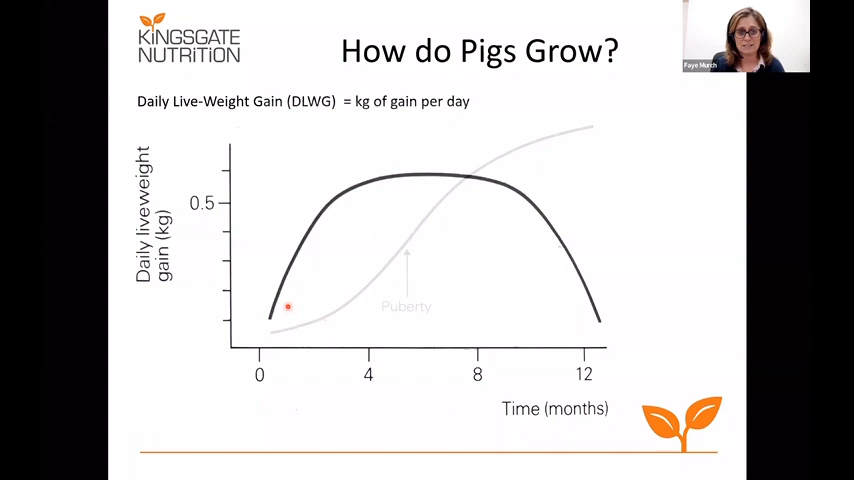 KINGSGATE
NUTRITION
How do Pigs Grow?
Faye Murch
Daily Live-Weight Gain (DLWG) = kg of gain per day
Daily liveweight
gain (kg)
0.5
Puberty
0 4 8 12
Time (months)